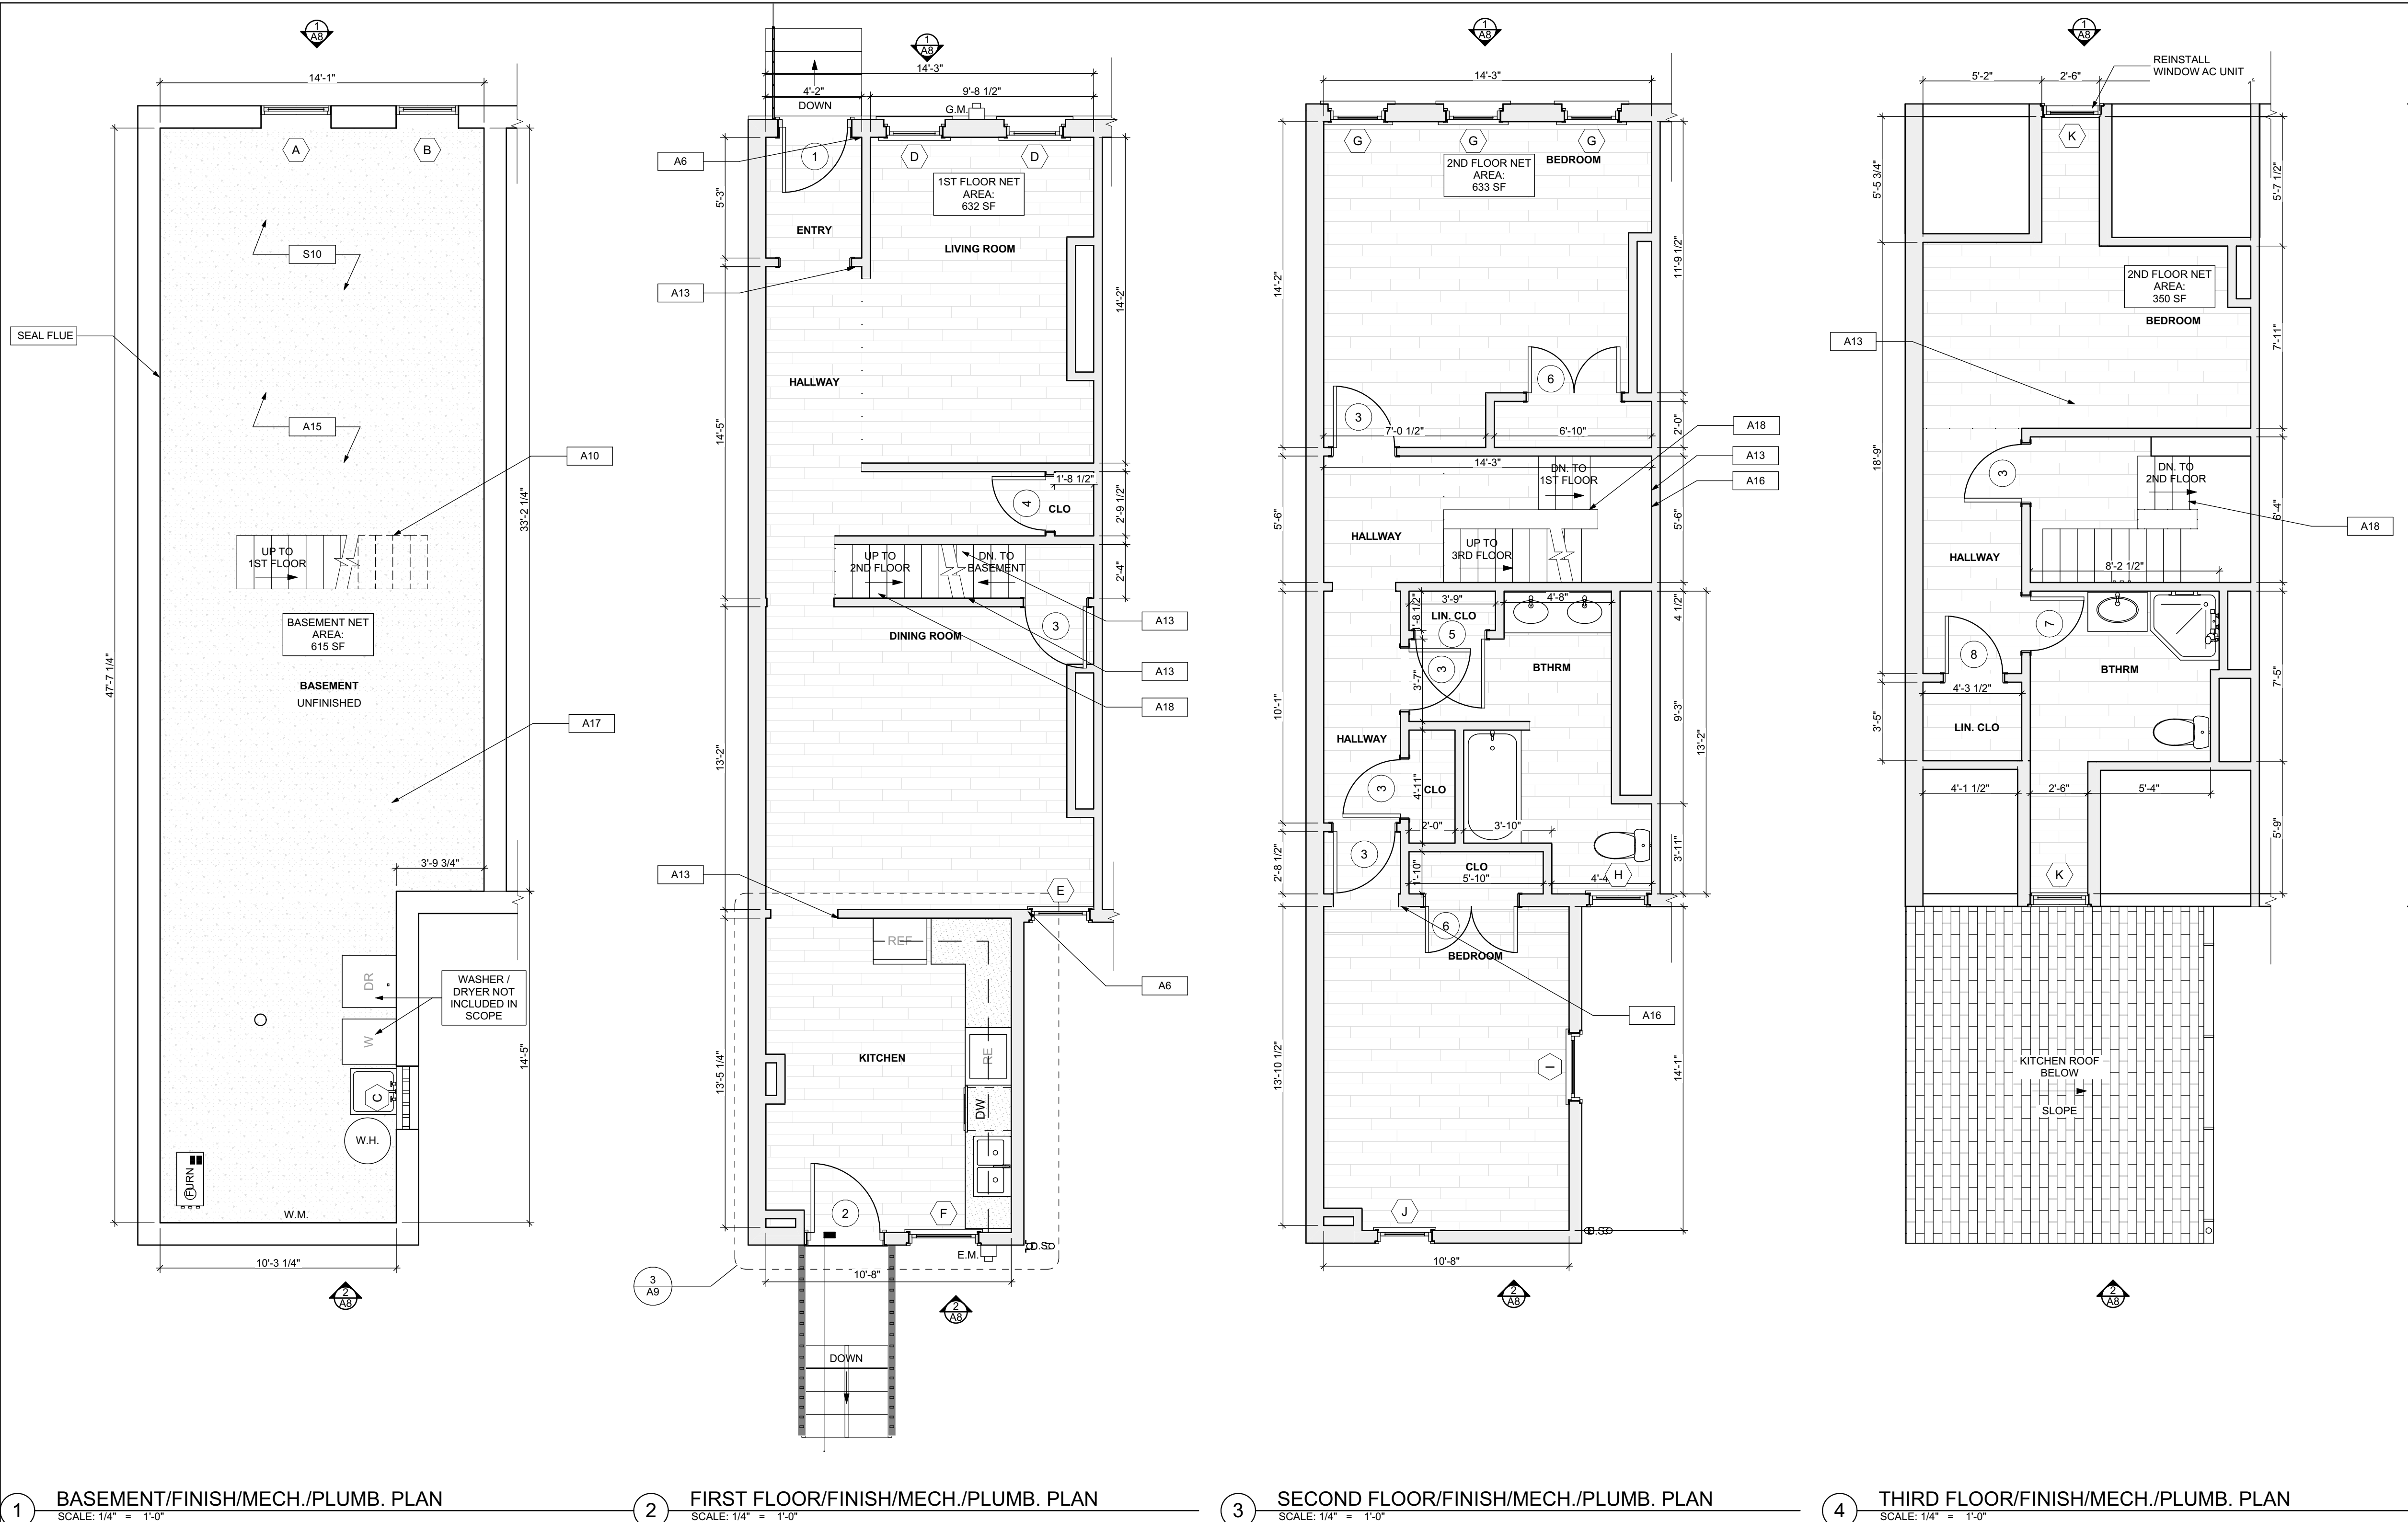 1
A8
14'-1"
A
B
S10
SEAL FLUE
A15
A10
33'-2 1/4"
UP TO
1ST FLOOR
BASEMENT NET
AREA:
615 SF
BASEMENT
UNFINISHED
47'-7 1/4"
A17
3'-9 3/4"
DR
WASHER /
DRYER NOT
INCLUDED IN
SCOPE
W
14'-5"
C
W.H.
FURN
W.M.
10'-3 1/4"
2
A8
1
BASEMENT/FINISH/MECH./PLUMB. PLAN
SCALE: 1/4" = 1'-0"
1
A8
14'-3"
4'-2"
9'-8 1/2"
DOWN
G.M.
A6
1
D
D
1ST FLOOR NET
AREA:
632 SF
5'-3"
ENTRY
LIVING ROOM
A13
14'-2"
HALLWAY
14'-5"
1'-8 1/2"
4
CLO
2'-9 1/2"
UP TO
2ND FLOOR
DN. TO
BASEMENT
2'-4"
A13
3
DINING ROOM
A13
A18
13'-2"
A13
E
REF
A6
RE
KITCHEN
13'-5 1/4"
DW
2
F
E.M.
D.S.
10'-8"
3
A9
2
A8
DOWN
2
FIRST FLOOR/FINISH/MECH./PLUMB. PLAN
SCALE: 1/4" = 1'-0"
1
A8
14'-3"
G
G
G
2ND FLOOR NET
AREA:
633 SF
BEDROOM
11'-9 1/2"
14'-2"
6
3
2'-0"
7'-0 1/2"
6'-10"
A18
14'-3"
A13
DN. TO
1ST FLOOR
A16
5'-6"
5'-6"
HALLWAY
UP TO
3RD FLOOR
3'-9"
4'-8"
4 1/2"
LIN. CLO
5
3
BTHRM
3'-7"
10'-1"
9'-3"
13'-2"
HALLWAY
3
4'-11"
CLO
2'-0"
3'-10"
3
2'-8 1/2"
1'-10"
CLO
5'-10"
H
3'-11"
6
BEDROOM
A16
13'-10 1/2"
I
14'-1"
J
D.S.
10'-8"
2
A8
3
SECOND FLOOR/FINISH/MECH./PLUMB. PLAN
SCALE: 1/4" = 1'-0"
1
A8
REINSTALL
WINDOW AC UNIT
5'-2"
2'-6"
K
5'-5 3/4"
5'-7 1/2"
2ND FLOOR NET
AREA:
350 SF
BEDROOM
A13
7'-11"
18'-9"
3
DN. TO
2ND FLOOR
6'-4"
A18
HALLWAY
8'-2 1/2"
7
8
BTHRM
7'-5"
4'-3 1/2"
LIN. CLO
3'-5"
4'-1 1/2"
2'-6"
5'-4"
5'-9"
K
KITCHEN ROOF
BELOW
SLOPE
2
A8
4
THIRD FLOOR/FINISH/MECH./PLUMB. PLAN
SCALE: 1/4" = 1'-0"